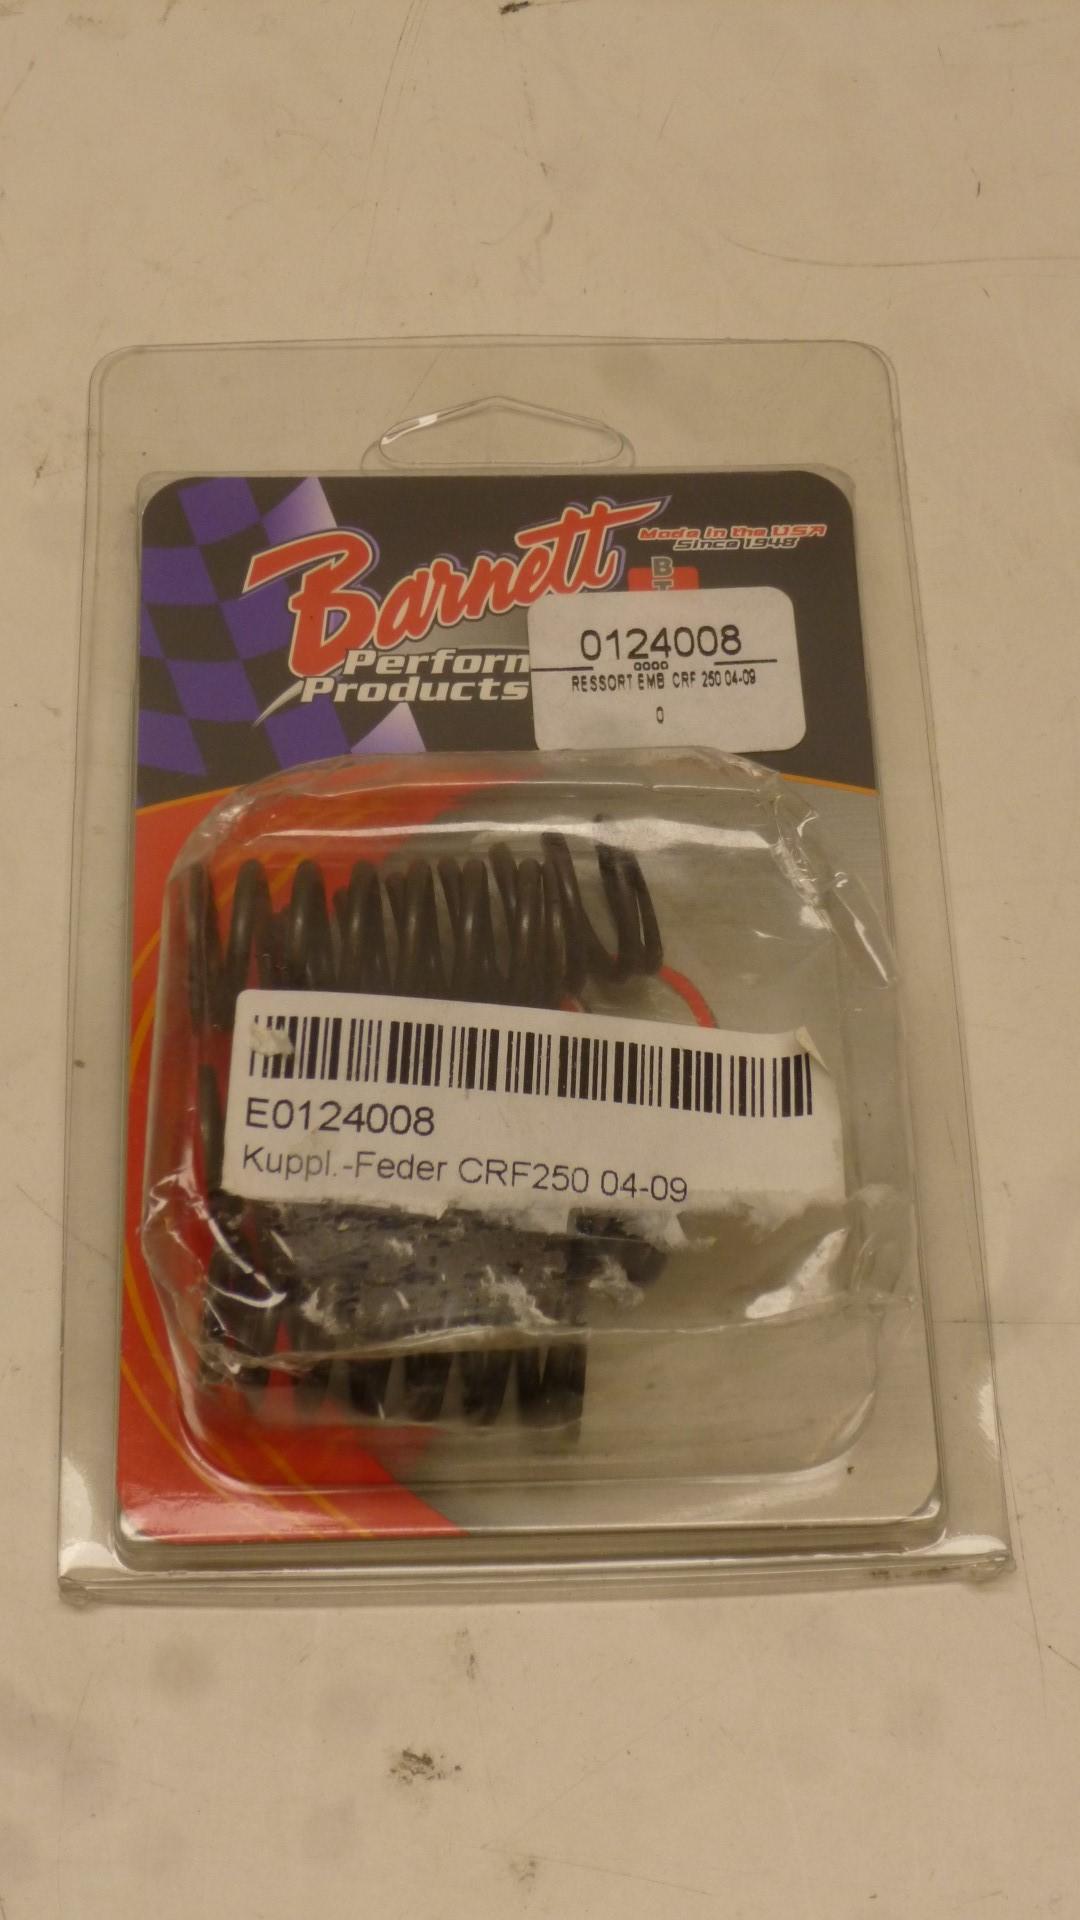 Barnett
Made in the USA
Since 1948
B
T
Perform
Products
0124008
0000
RESSORT EMB CRF 250 04-09
0
E0124008
Kuppl.-Feder CRF250 04-09